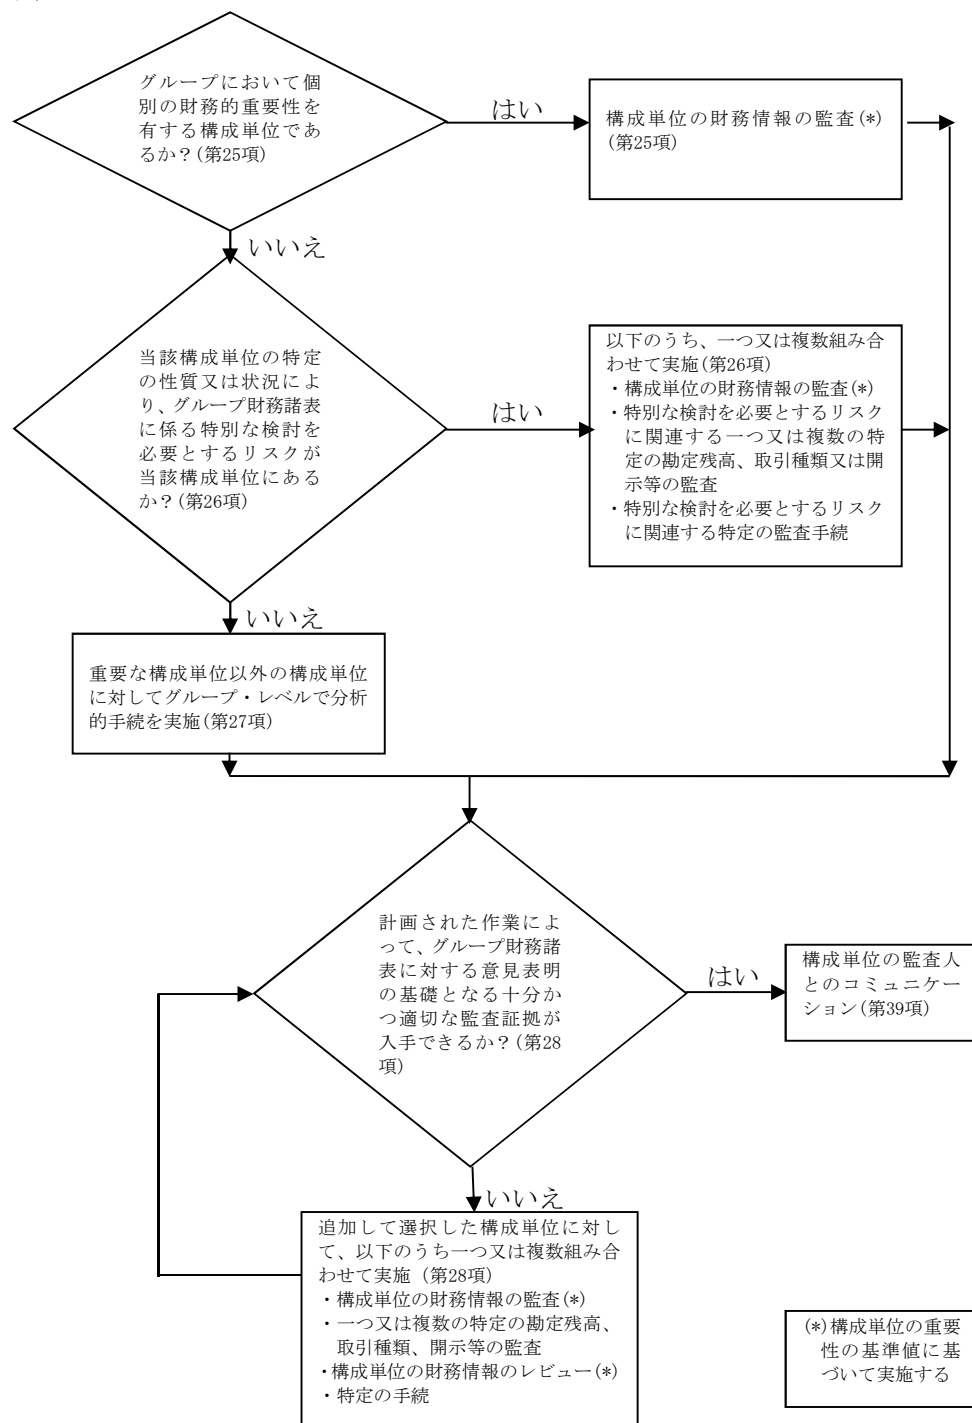 グループにおいて個
別の財務的重要性を
有する構成単位であ
るか？(第25項)
はい
構成単位の財務情報の監査(*)
(第25項)
いいえ
当該構成単位の特定
の性質又は状況によ
り、グループ財務諸表
に係る特別な検討を
必要とするリスクが
当該構成単位にある
か？(第26項)
はい
以下のうち、一つ又は複数組み合
わせて実施(第26項)
・構成単位の財務情報の監査(*)
・特別な検討を必要とするリスク
に関連する一つ又は複数の特
定の勘定残高、取引種類又は開
示等の監査
・特別な検討を必要とするリスク
に関連する特定の監査手続
いいえ
重要な構成単位以外の構成単位
に対してグループ・レベルで分析
的手続を実施(第27項)
計画された作業によ
って、グループ財務諸
表に対する意見表明
の基礎となる十分か
つ適切な監査証拠が
入手できるか？(第28
項)
はい
構成単位の監査人
とのコミュニケー
ション(第39項)
いいえ
追加して選択した構成単位に対し
て、以下のうち一つ又は複数組み合
わせて実施 (第28項)
・構成単位の財務情報の監査(*)
・一つ又は複数の特定の勘定残高、
取引種類、開示等の監査
・構成単位の財務情報のレビュー(*)
・特定の手続
(*)構成単位の重要
性の基準値に基
づいて実施する